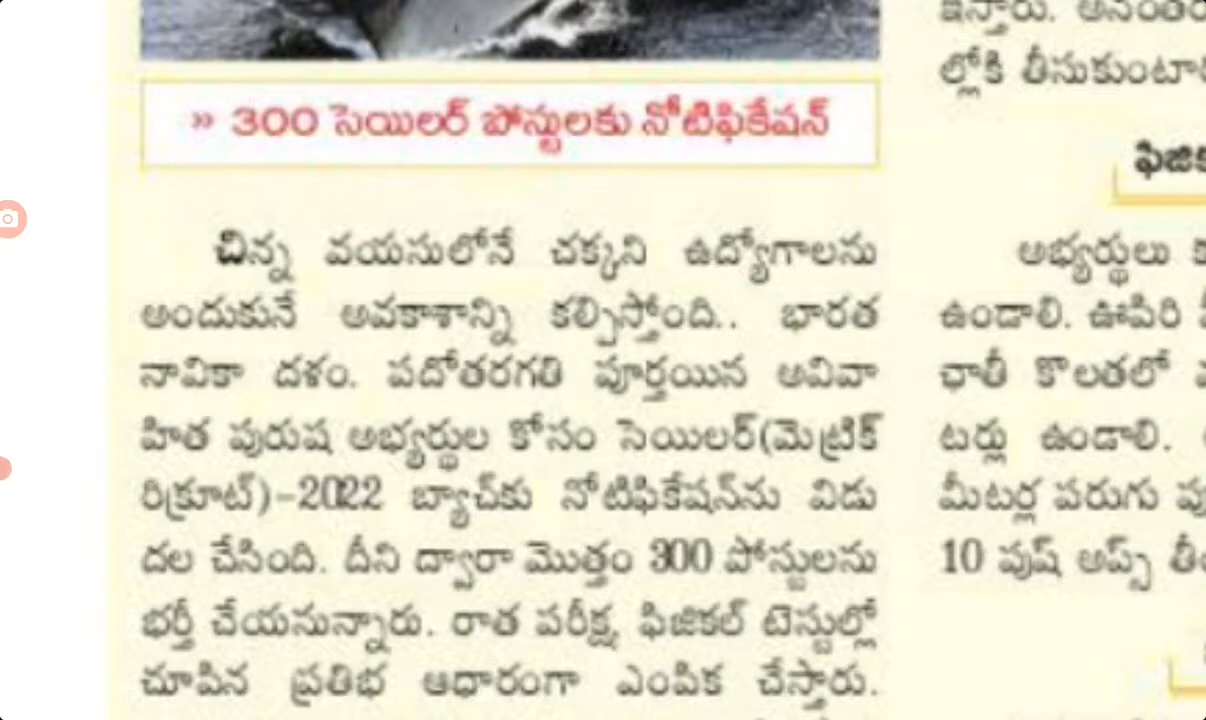 » 300 సెయిలర్ పోస్టులకు నోటిఫికేషన్
చిన్న వయసులోనే చక్కని ఉద్యోగాలను
అందుకునే అవకాశాన్ని కల్పిస్తోంది.. భారత
నావికా దళం. పదోతరగతి పూర్తయిన అవివా
హిత పురుష అభ్యర్థుల కోసం సెయిలర్(మెట్రిక్
రిక్రూట్)-2022 బ్యాచ్‌కు నోటిఫికేషన్‌ను విడు
దల చేసింది. దీని ద్వారా మొత్తం 300 పోస్టులను
భర్తీ చేయనున్నారు. రాత పరీక్ష, ఫిజికల్ టెస్టుల్లో
చూపిన ప్రతిభ ఆధారంగా ఎంపిక చేస్తారు.
ఇస్తారు.
ల్లోకి
అభ్యర్థులు
ఉండాలి. ఊపిరి
ఛాతీ కొలతలో
టర్లు ఉండాలి.
మీటర్ల పరుగు
10 పుష్ అప్స్